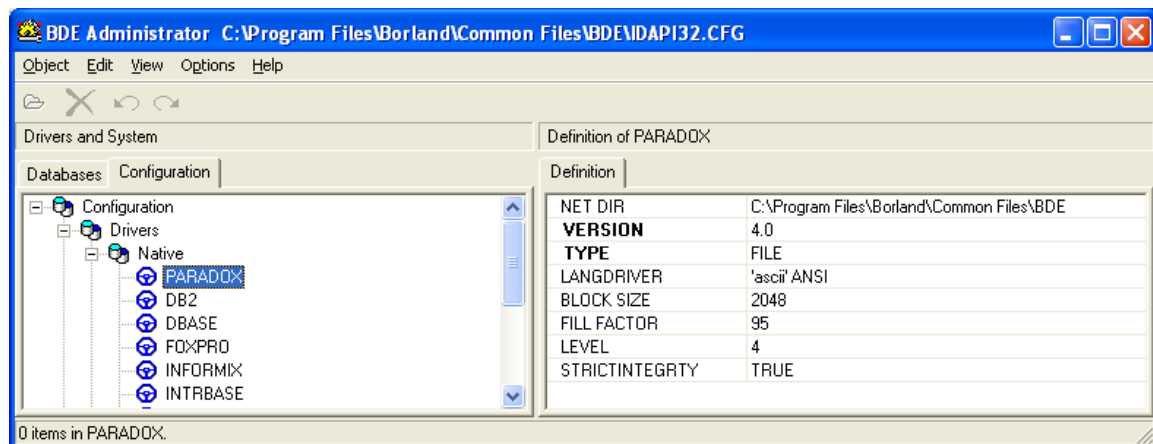 BDE Administrator C:\Program Files\Borland\Common Files\BDE\IDAPI32.CFG
Object Edit View Options Help
Drivers and System
Definition of PARADOX
Databases Configuration
Definition
Configuration
Drivers
Native
PARADOX
DB2
DBASE
FOXPRO
INFORMIX
INTRBASE
NET DIR C:\Program Files\Borland\Common Files\BDE
VERSION 4.0
TYPE FILE
LANGDRIVER 'ascii' ANSI
BLOCK SIZE 2048
FILL FACTOR 95
LEVEL 4
STRICTINTEGRTY TRUE
0 items in PARADOX.